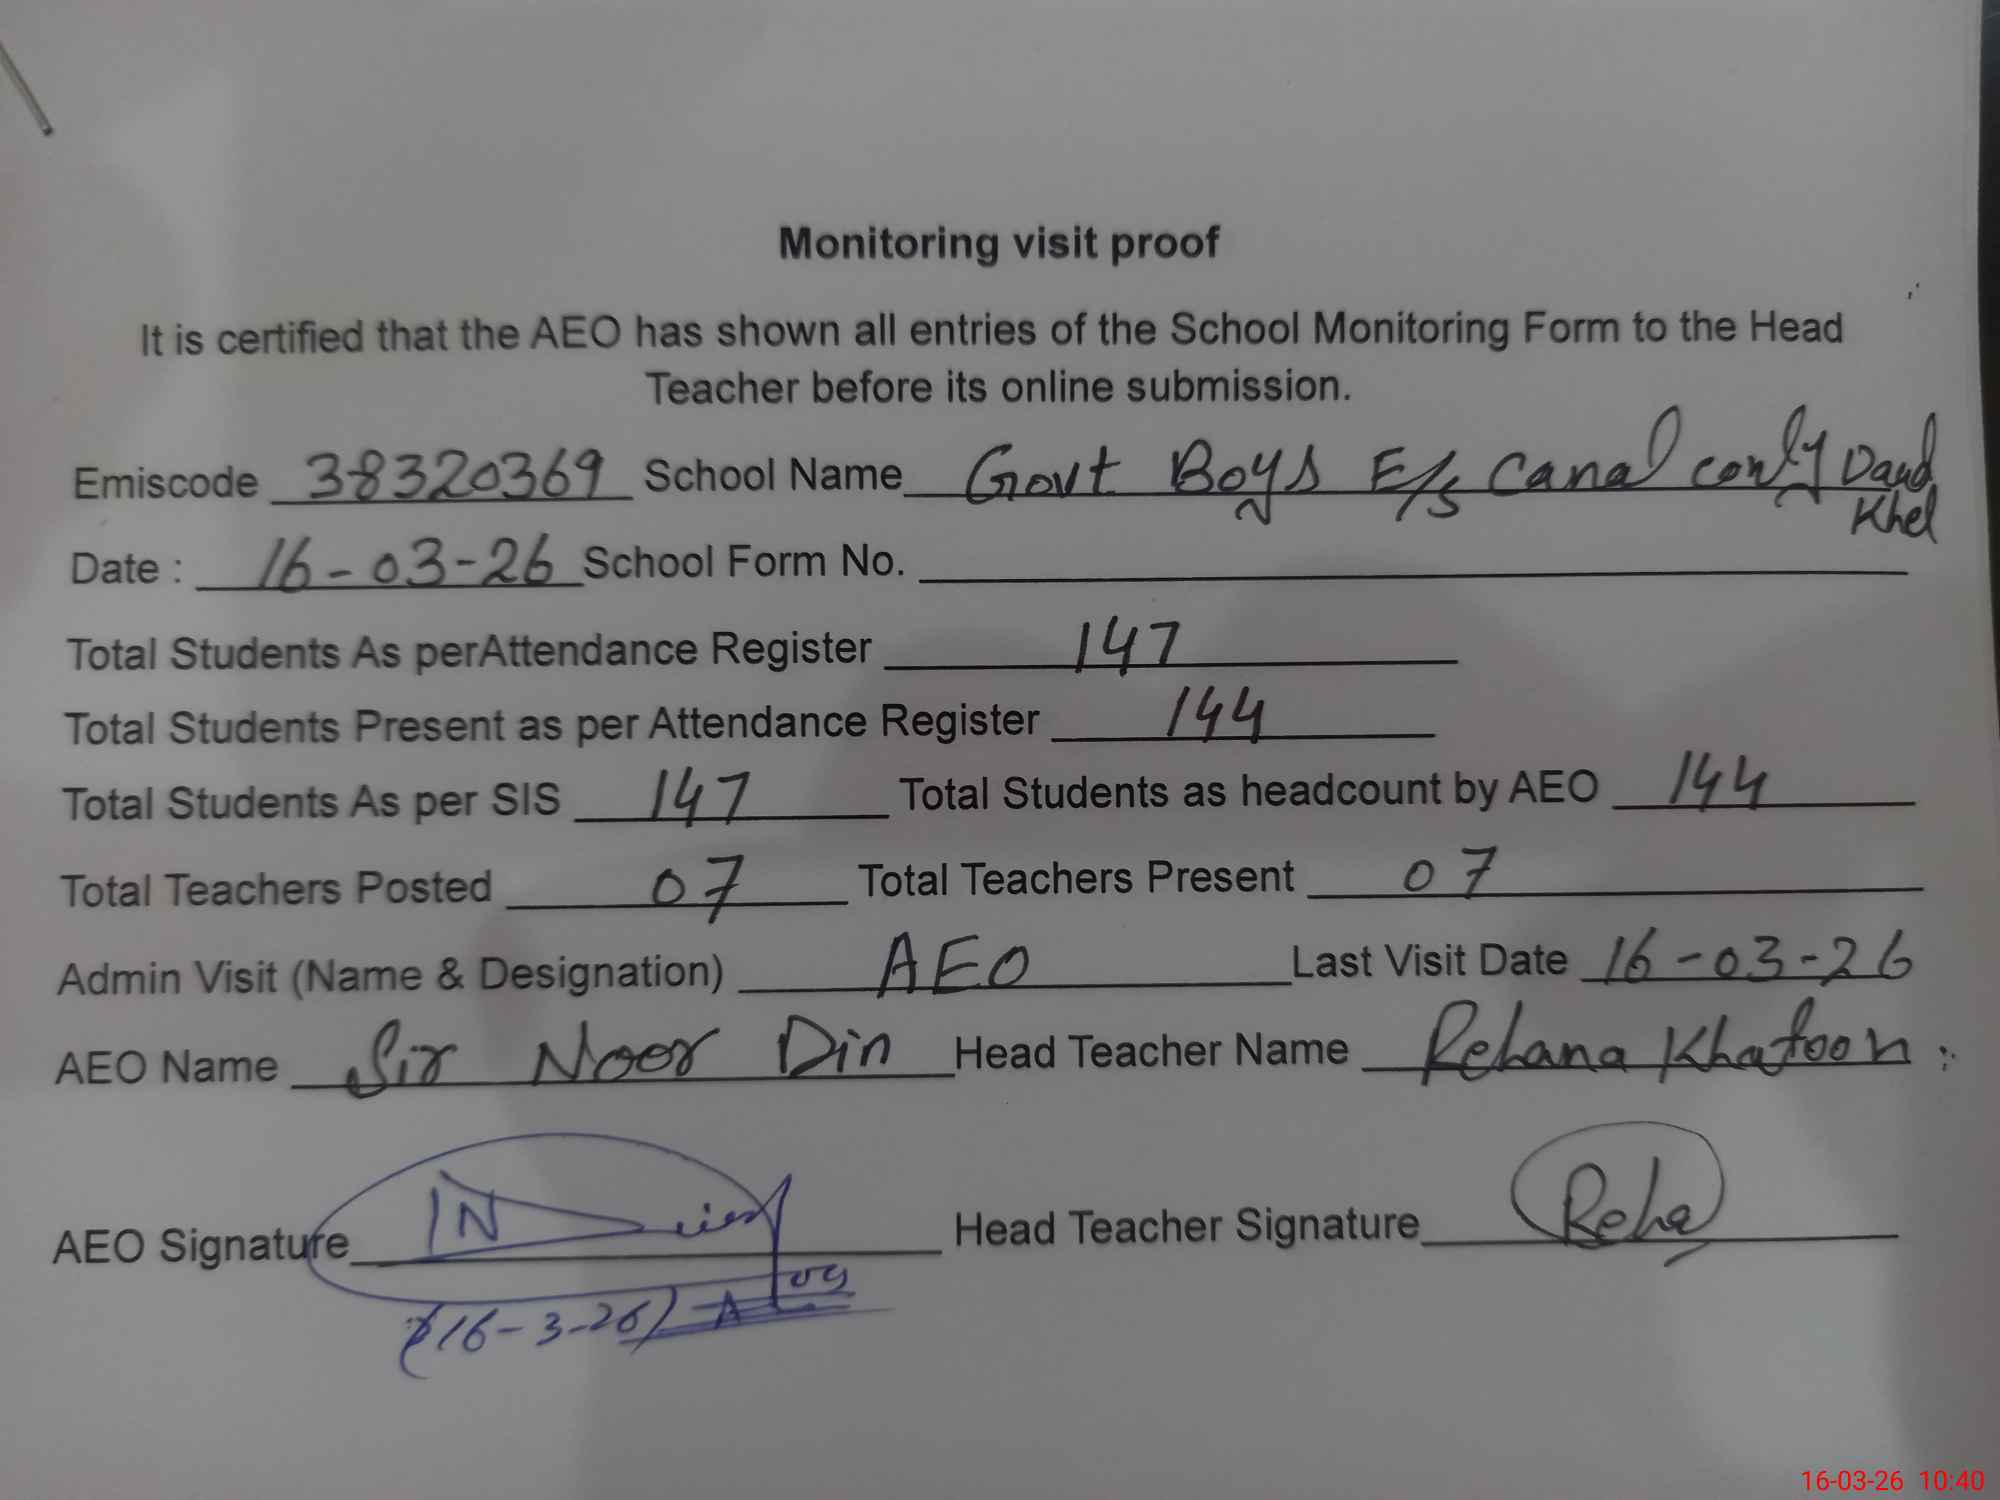 Monitoring visit proof
It is certified that the AEO has shown all entries of the School Monitoring Form to the Head
Teacher before its online submission.
Emiscode 38320369 School Name Govt Boys E/S Canal conly Daud
Khel
Date : 16-03-26 School Form No.
Total Students As perAttendance Register 147
Total Students Present as per Attendance Register 144
Total Students As per SIS 147 Total Students as headcount by AEO 144
Total Teachers Posted 07 Total Teachers Present 07
Admin Visit (Name & Designation) AEO Last Visit Date 16-03-26
AEO Name Sir Noor Din Head Teacher Name Rehana Khatoon
AEO Signature Head Teacher Signature Reha
(16-3-26)
16-03-26 10:40